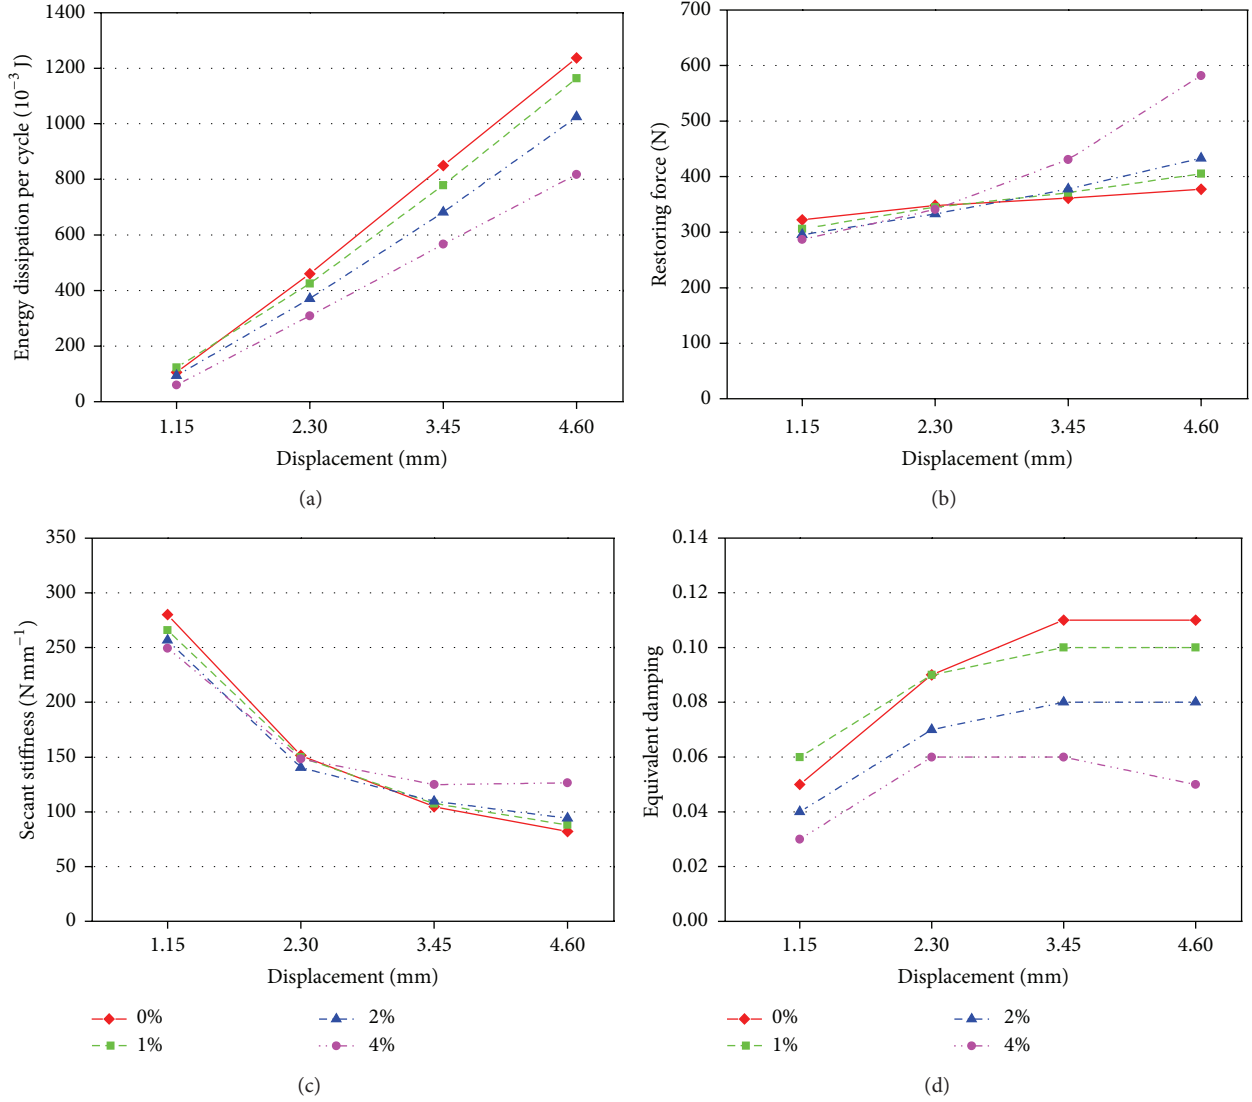 1400
1200
1000
800
600
400
200
0
Energy dissipation per cycle (10⁻³ J)
1.15 2.30 3.45 4.60
Displacement (mm)
(a)
700
600
500
400
300
200
100
0
Restoring force (N)
1.15 2.30 3.45 4.60
Displacement (mm)
(b)
350
300
250
200
150
100
50
0
Secant stiffness (N mm⁻¹)
1.15 2.30 3.45 4.60
Displacement (mm)
0% 2%
1% 4%
(c)
0.14
0.12
0.10
0.08
0.06
0.04
0.02
0.00
Equivalent damping
1.15 2.30 3.45 4.60
Displacement (mm)
0% 2%
1% 4%
(d)